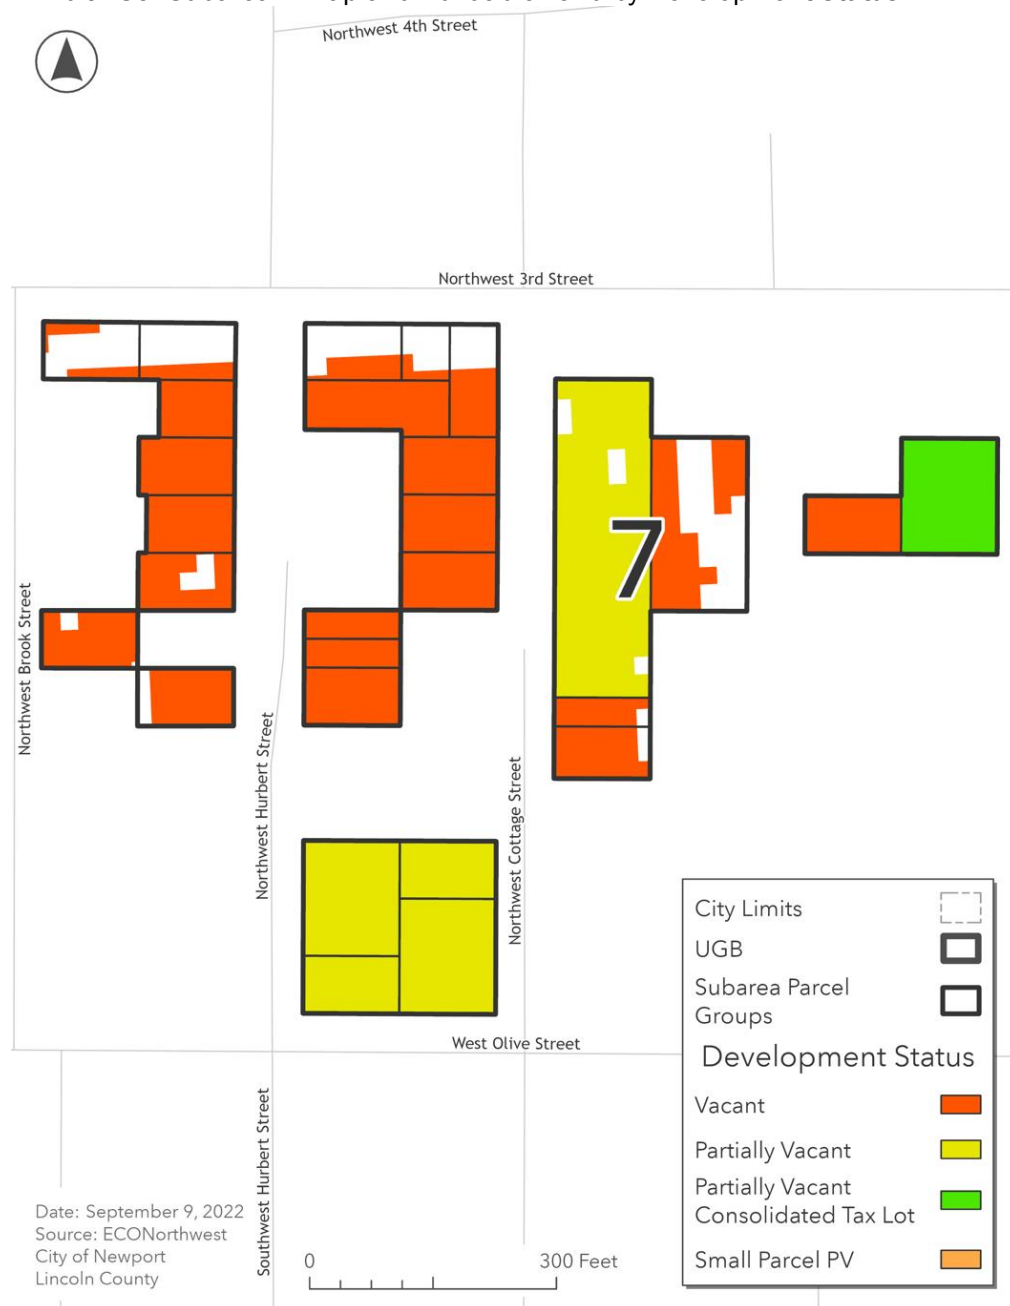 Northwest 4th Street
Northwest 3rd Street
Northwest Brook Street
Northwest Hurbert Street
Northwest Cottage Street
7
West Olive Street
Southwest Hurbert Street
City Limits
UGB
Subarea Parcel
Groups
Development Status
Vacant
Partially Vacant
Partially Vacant
Consolidated Tax Lot
Small Parcel PV
Date: September 9, 2022
Source: ECONorthwest
City of Newport
Lincoln County
0
300 Feet